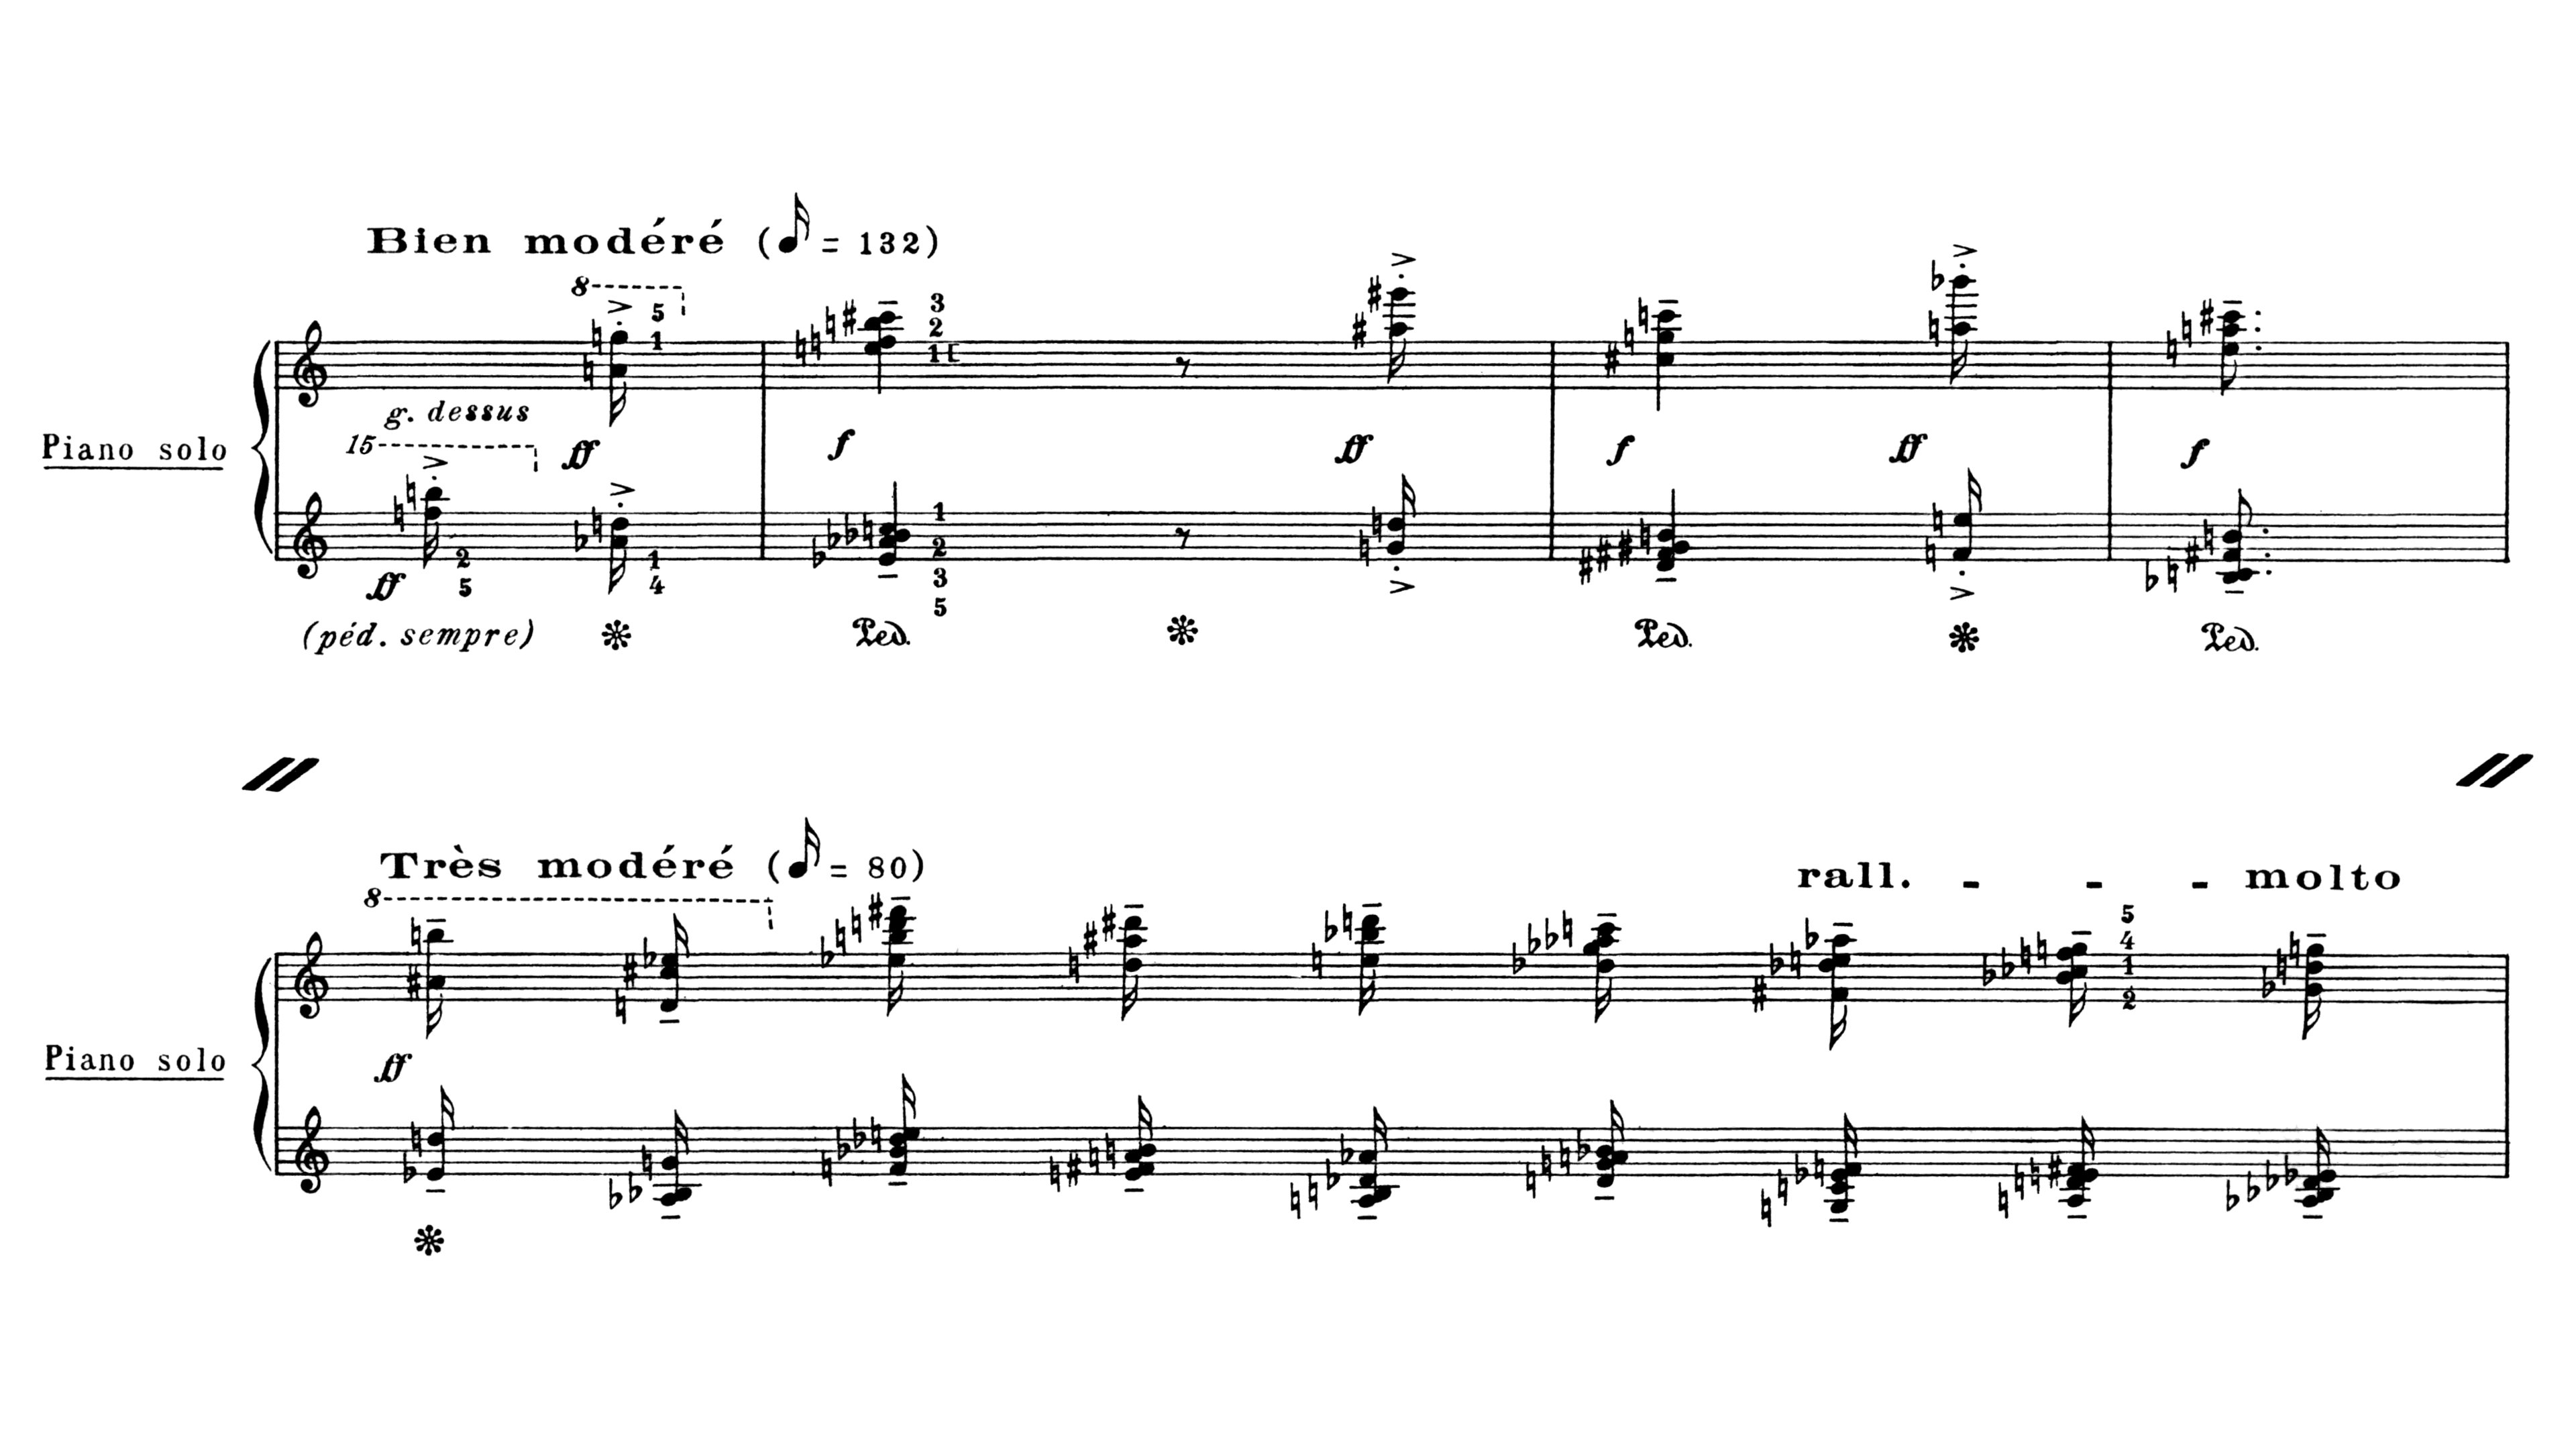 Bien modéré (♪ = 132)
8
5
1
3
2
1
g. dessus
15
ff
f
ff
f
ff
f
Piano solo
ff
2
5
1
4
1
2
3
5
(péd. sempre)
Ped.
Ped.
Ped.
Très modéré (♪ = 80)
rall. - - - molto
8
5
4
1
2
Piano solo
ff